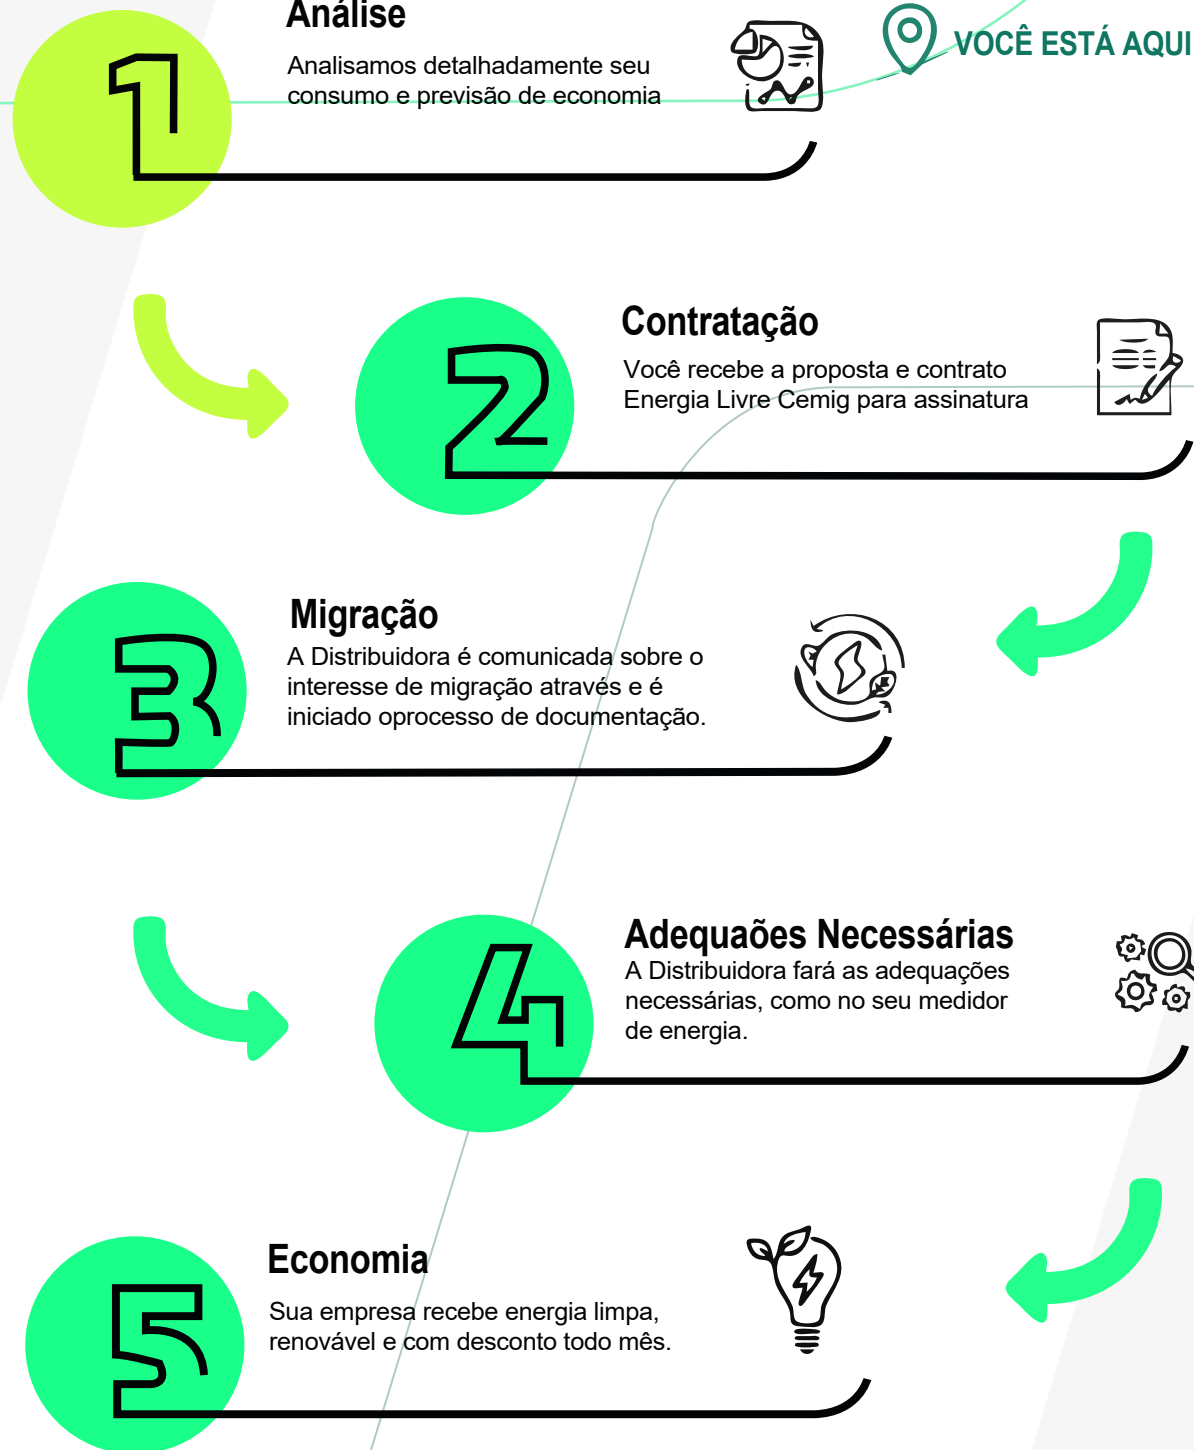 Análise
Analisamos detalhadamente seu
consumo e previsão de economia
VOCÊ ESTÁ AQUI
1
Contratação
Você recebe a proposta e contrato
Energia Livre Cemig para assinatura
2
Migração
A Distribuidora é comunicada sobre o
interesse de migração através e é
iniciado oprocesso de documentação.
3
Adequaões Necessárias
A Distribuidora fará as adequações
necessárias, como no seu medidor
de energia.
4
Economia
Sua empresa recebe energia limpa,
renovável e com desconto todo mês.
5